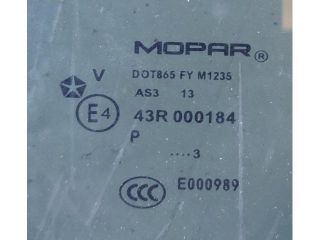 MOPAR®
V DOT865 FY M1235
AS3 13
E4 43R 000184
P
....3
CCC E000989